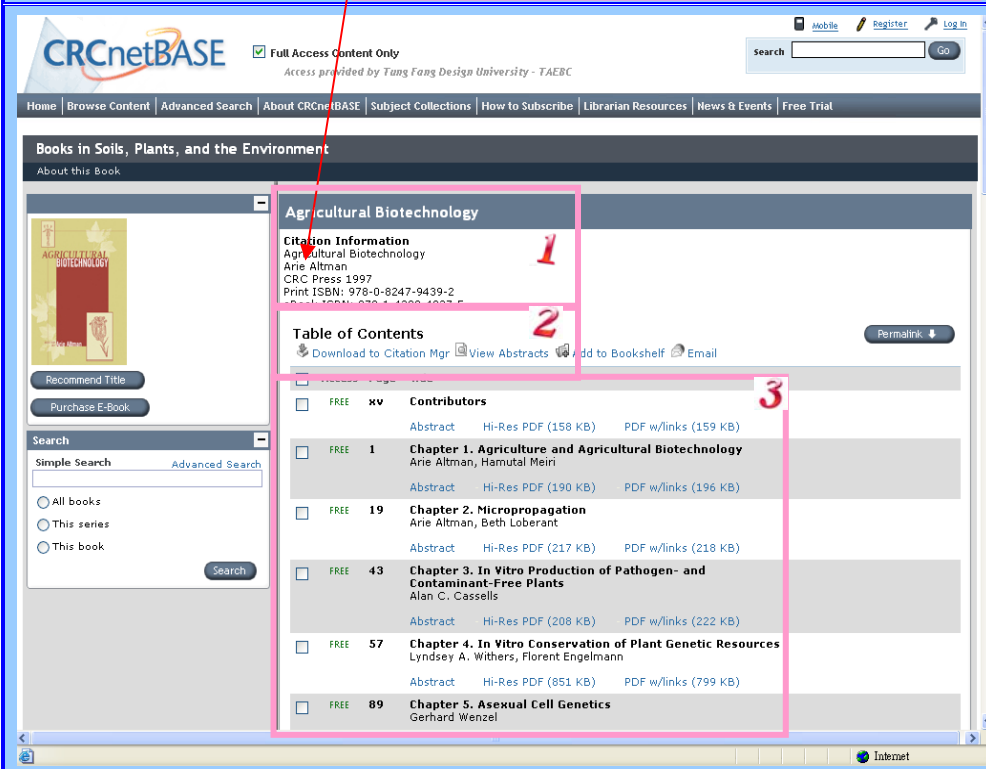 Mobile Register Log In
CRCnetBASE
Full Access Content Only
Search Go
Access provided by Tung Fang Design University - TAEBC
Home | Browse Content | Advanced Search | About CRCnetBASE | Subject Collections | How to Subscribe | Librarian Resources | News & Events | Free Trial
Books in Soils, Plants, and the Environment
About this Book
AGRICULTURAL
BIOTECHNOLOGY
Arie Altman
Recommend Title
Purchase E-Book
Search
Simple Search Advanced Search
All books
This series
This book
Search
Agricultural Biotechnology
1
Citation Information
Agricultural Biotechnology
Arie Altman
CRC Press 1997
Print ISBN: 978-0-8247-9439-2
2
Table of Contents
Permalink
Download to Citation Mgr View Abstracts Add to Bookshelf Email
3
Access Page Title
FREE xv Contributors
Abstract Hi-Res PDF (158 KB) PDF w/links (159 KB)
FREE 1 Chapter 1. Agriculture and Agricultural Biotechnology
Arie Altman, Hamutal Meiri
Abstract Hi-Res PDF (190 KB) PDF w/links (196 KB)
FREE 19 Chapter 2. Micropropagation
Arie Altman, Beth Loberant
Abstract Hi-Res PDF (217 KB) PDF w/links (218 KB)
FREE 43 Chapter 3. In Vitro Production of Pathogen- and
Contaminant-Free Plants
Alan C. Cassells
Abstract Hi-Res PDF (208 KB) PDF w/links (222 KB)
FREE 57 Chapter 4. In Vitro Conservation of Plant Genetic Resources
Lyndsey A. Withers, Florent Engelmann
Abstract Hi-Res PDF (851 KB) PDF w/links (799 KB)
FREE 89 Chapter 5. Asexual Cell Genetics
Gerhard Wenzel
Internet